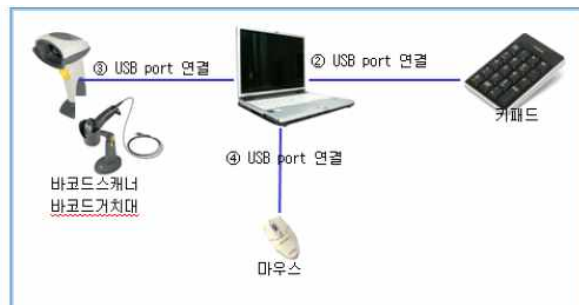 ③ USB port 연결
② USB port 연결
키패드
④ USB port 연결
바코드스캐너
바코드거치대
마우스